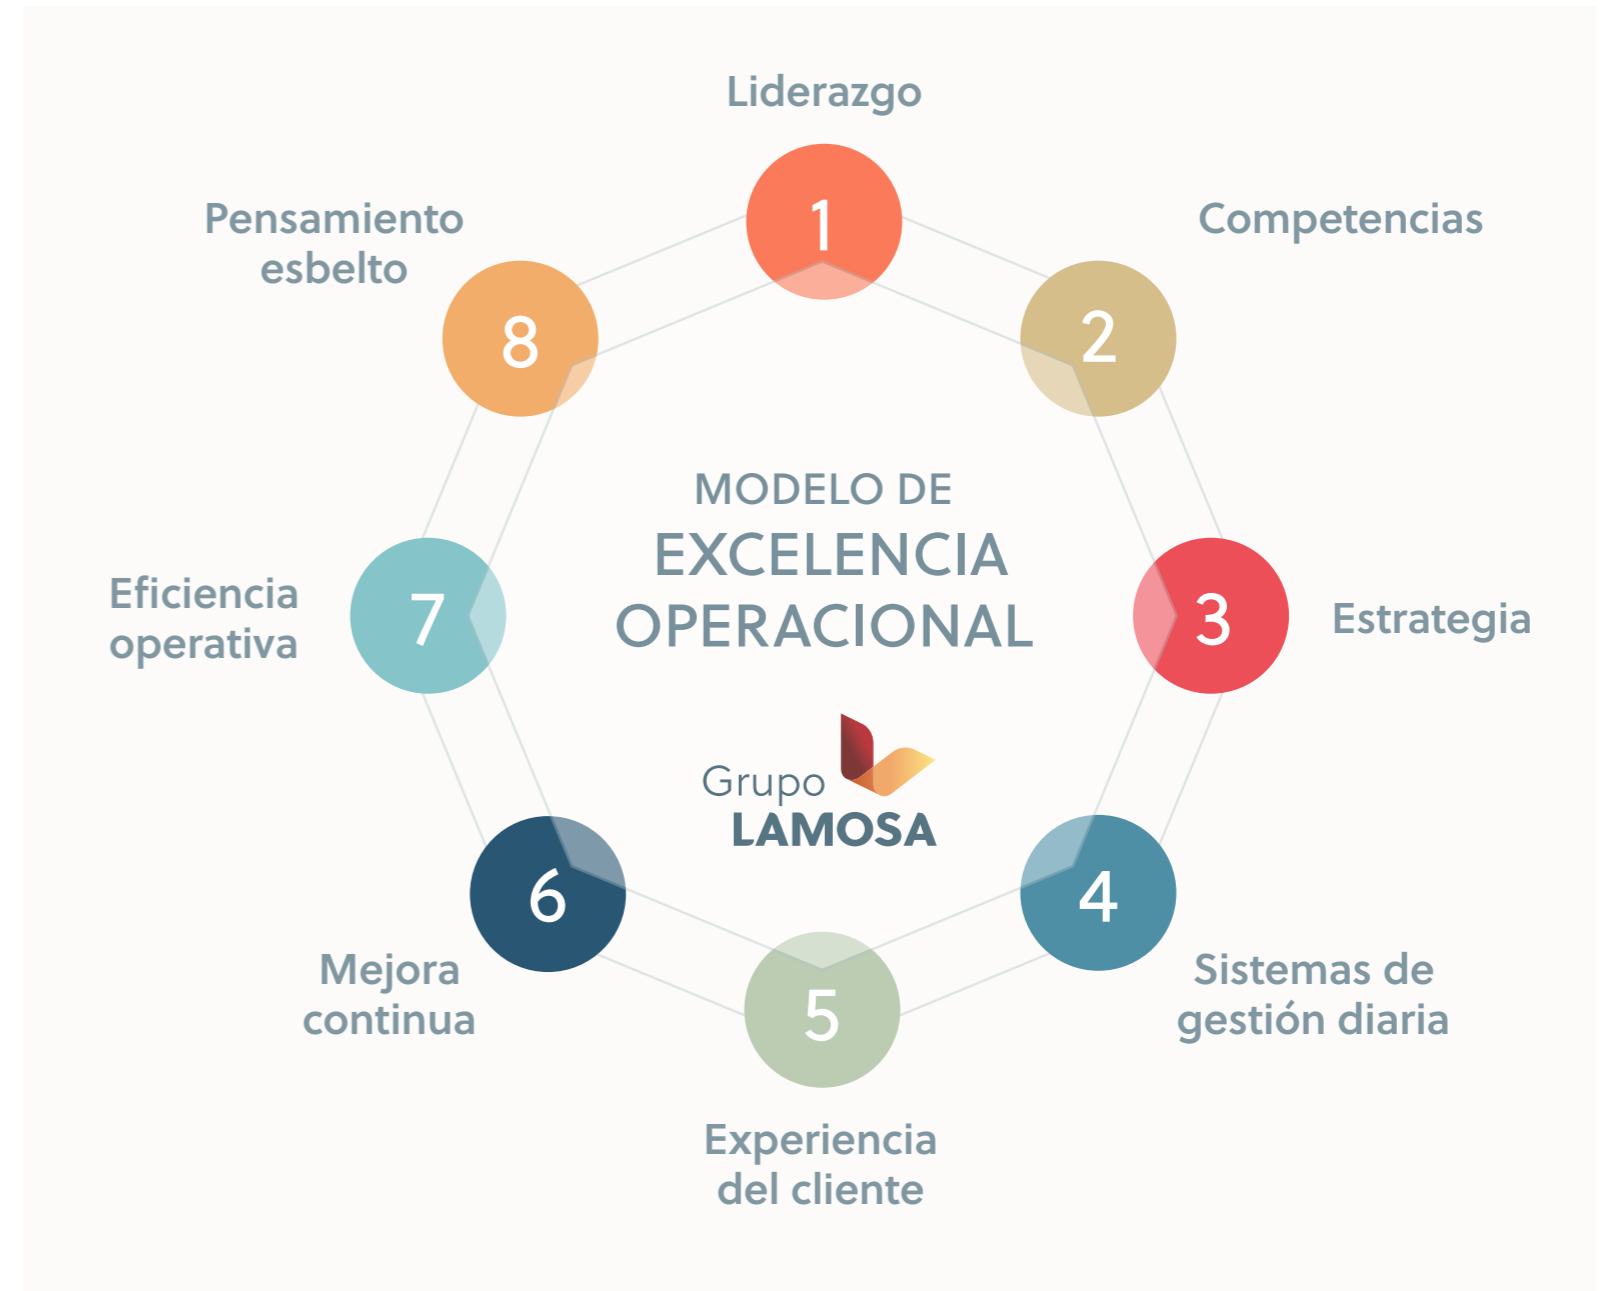 Liderazgo
1
Competencias
2
Estrategia
3
Sistemas de
gestión diaria
4
Experiencia
del cliente
5
Mejora
continua
6
Eficiencia
operativa
7
Pensamiento
esbelto
8
MODELO DE
EXCELENCIA
OPERACIONAL
Grupo
LAMOSA